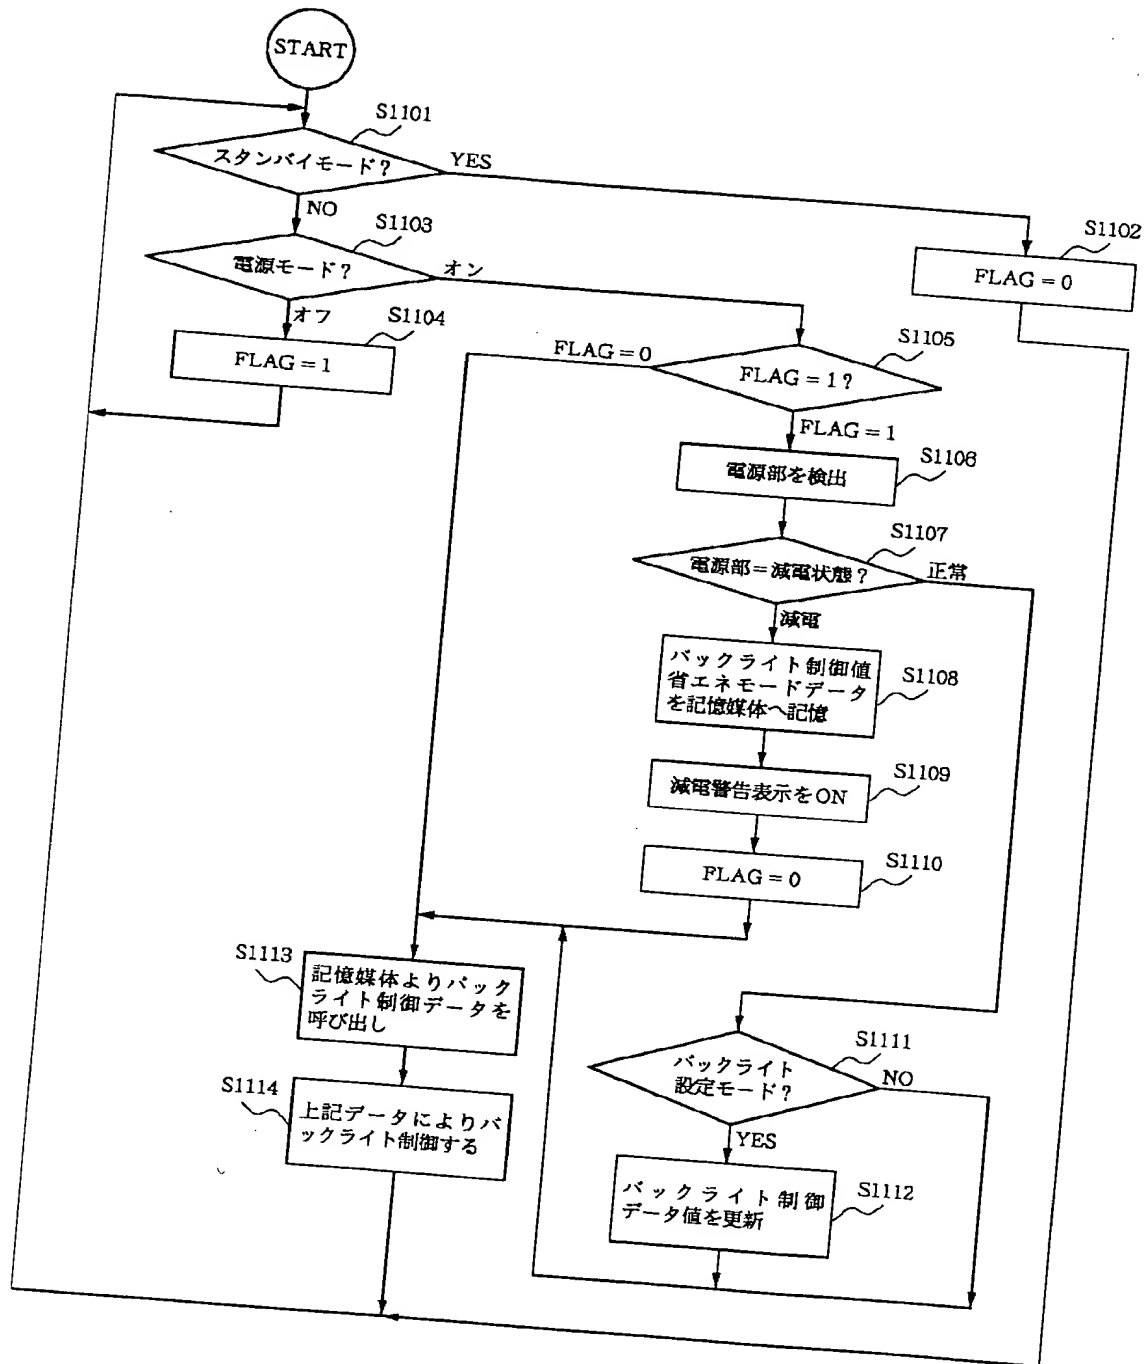 START
S1101
スタンバイモード？
YES
NO
S1102
FLAG＝0
S1103
電源モード？
オン
オフ
S1104
FLAG＝1
S1105
FLAG＝1？
FLAG＝0
FLAG＝1
S1106
電源部を検出
S1107
電源部＝減電状態？
正常
減電
S1108
バックライト制御値
省エネモードデータ
を記憶媒体へ記憶
S1109
減電警告表示をON
S1110
FLAG＝0
S1113
記憶媒体よりバック
ライト制御データを
呼び出し
S1111
バックライト
設定モード？
NO
YES
S1114
上記データによりバ
ックライト制御する
S1112
バックライト制御
データ値を更新